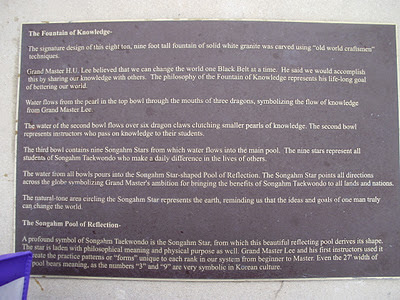 The Fountain of Knowledge-
The signature design of this eight ton, nine foot tall fountain of solid white granite was carved using "old world craftsmen"
techniques.
Grand Master H.U. Lee believed that we can change the world one Black Belt at a time. He said we would accomplish
this by sharing our knowledge with others. The philosophy of the Fountain of Knowledge represents his life-long goal
of bettering our world.
Water flows from the pearl in the top bowl through the mouths of three dragons, symbolizing the flow of knowledge
from Grand Master Lee.
The water of the second bowl flows over six dragon claws clutching smaller pearls of knowledge. The second bowl
represents instructors who pass on knowledge to their students.
The third bowl contains nine Songahm Stars from which water flows into the main pool. The nine stars represent all
students of Songahm Taekwondo who make a daily difference in the lives of others.
The water from all bowls pours into the Songahm Star-shaped Pool of Reflection. The Songahm Star points all directions
across the globe symbolizing Grand Master's ambition for bringing the benefits of Songahm Taekwondo to all lands and nations.
The natural-tone area circling the Songahm Star represents the earth, reminding us that the ideas and goals of one man truly
can change the world.
The Songahm Pool of Reflection-
A profound symbol of Songahm Taekwondo is the Songahm Star, from which this beautiful reflecting pool derives its shape.
The star is laden with philosophical meaning and physical purpose as well. Grand Master Lee and his first instructors used it
create the practice patterns or "forms" unique to each rank in our system from beginner to Master. Even the 27' width of
pool bears meaning, as the numbers "3" and "9" are very symbolic in Korean culture.